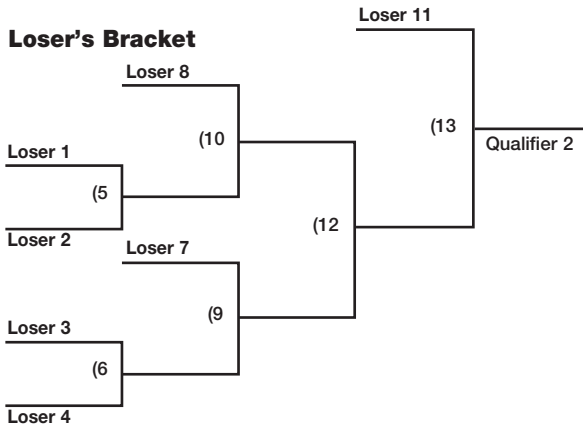 Loser 11
Loser's Bracket
Loser 8
(13
(10
Qualifier 2
Loser 1
(5
(12
Loser 2
Loser 7
(9
Loser 3
(6
Loser 4